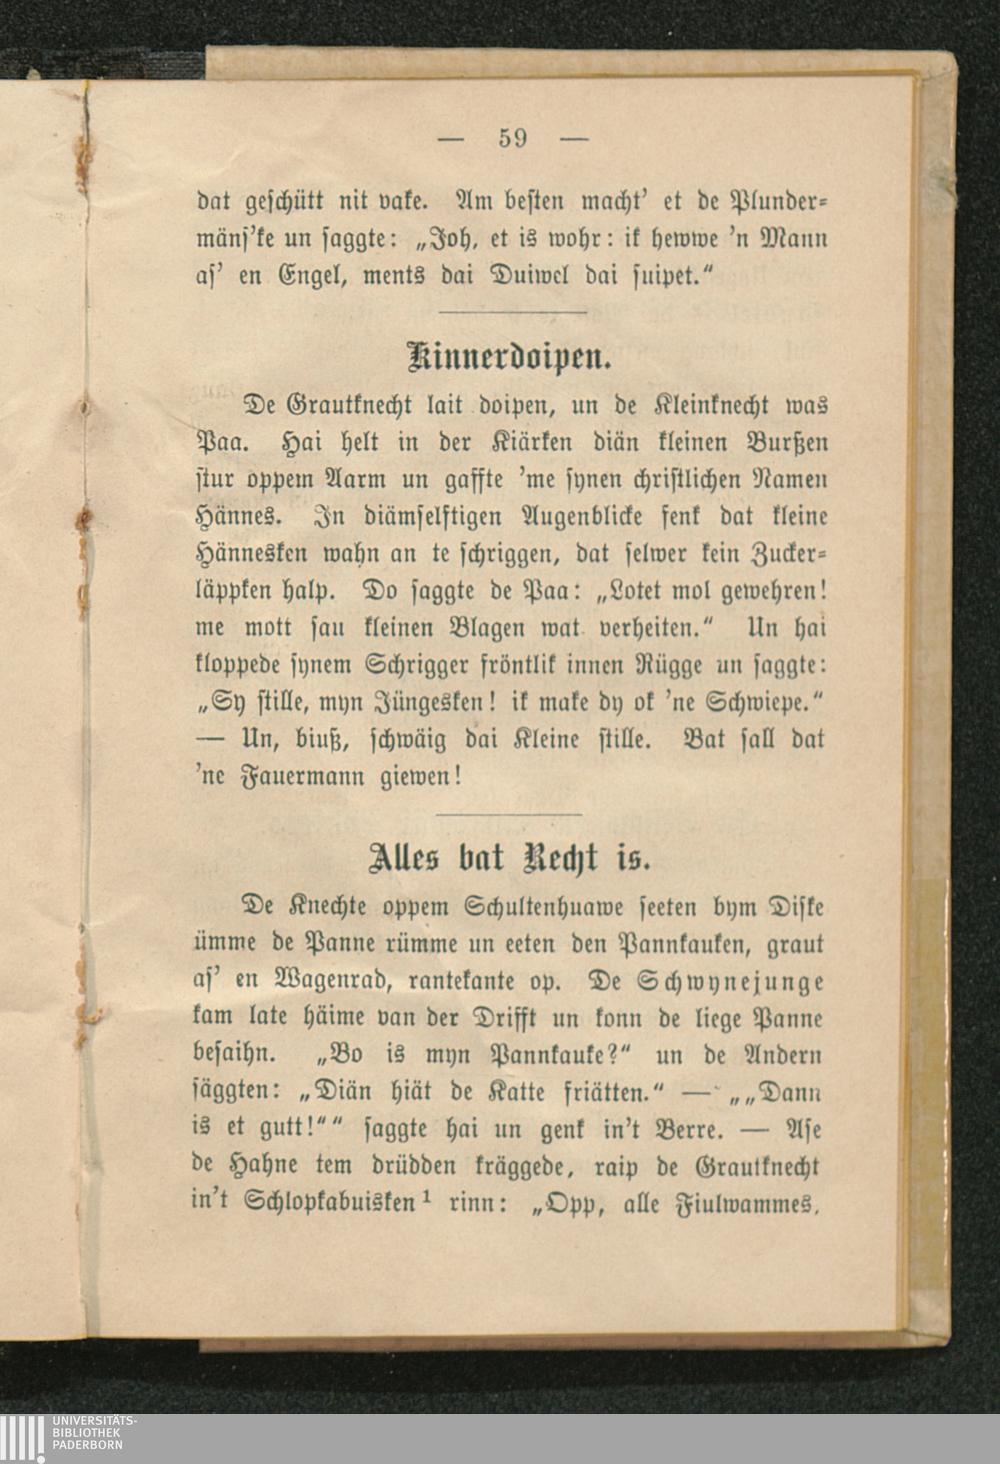 — 59 —
dat geschütt nit vake. Am besten macht' et de Plunder-
mäns'ke un saggte: „Joh, et is wohr: ik hewwe 'n Mann
as' en Engel, ments dai Duiwel dai suipet."
Kinnerdoipen.
De Grautknecht lait doipen, un de Kleinknecht was
Paa. Hai helt in der Kiärken diän kleinen Burßen
stur oppem Aarm un gaffte 'me synen christlichen Namen
Hännes. In diämselftigen Augenblicke fenk dat kleine
Hännesken wahn an te schriggen, dat selwer kein Zucker-
läppken halp. Do saggte de Paa: „Lotet mol gewehren!
me mott sau kleinen Blagen wat verheiten." Un hai
kloppede synem Schrigger fröntlik innen Rügge un saggte:
„Sy stille, myn Jüngesken! ik make dy ok 'ne Schwiepe."
— Un, biuß, schwäig dai Kleine stille. Bat sall dat
'ne Fauermann giewen!
Alles bat Recht is.
De Knechte oppem Schultenhuawe seeten bym Diske
ümme de Panne rümme un eeten den Pannkauken, graut
as' en Wagenrad, rantekante op. De Schwynejunge
kam late häime van der Drifft un konn de liege Panne
besaihn. „Bo is myn Pannkauke?" un de Andern
säggten: „Diän hiät de Katte friätten." — „„Dann
is et gutt!"" saggte hai un genk in't Berre. — Ase
de Hahne tem drüdden kräggede, raip de Grautknecht
in't Schlopkabuisken¹ rinn: „Opp, alle Fiulwammes,
UNIVERSITÄTS-
BIBLIOTHEK
PADERBORN